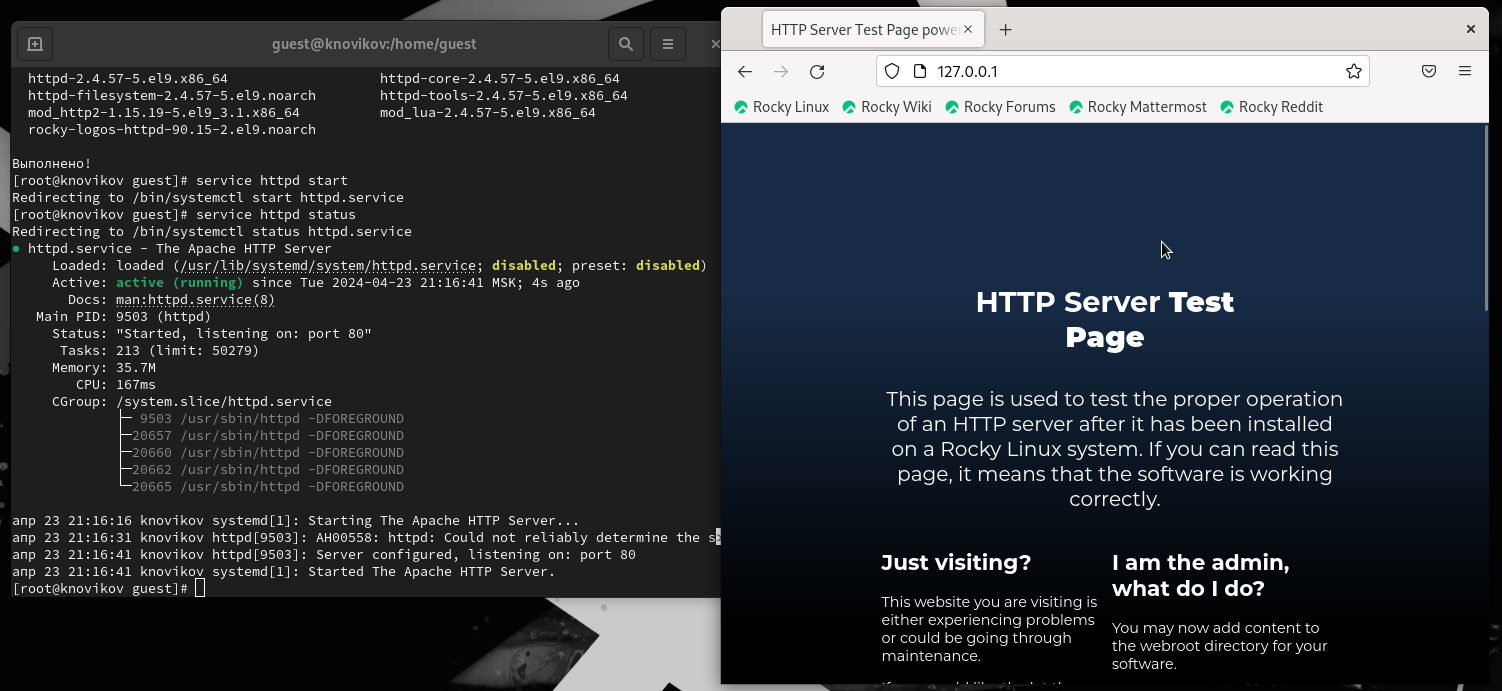 guest@knovikov:/home/guest
httpd-2.4.57-5.el9.x86_64 httpd-core-2.4.57-5.el9.x86_64
httpd-filesystem-2.4.57-5.el9.noarch httpd-tools-2.4.57-5.el9.x86_64
mod_http2-1.15.19-5.el9_3.1.x86_64 mod_lua-2.4.57-5.el9.x86_64
rocky-logos-httpd-90.15-2.el9.noarch
Выполнено!
[root@knovikov guest]# service httpd start
Redirecting to /bin/systemctl start httpd.service
[root@knovikov guest]# service httpd status
Redirecting to /bin/systemctl status httpd.service
● httpd.service - The Apache HTTP Server
Loaded: loaded (/usr/lib/systemd/system/httpd.service; disabled; preset: disabled)
Active: active (running) since Tue 2024-04-23 21:16:41 MSK; 4s ago
Docs: man:httpd.service(8)
Main PID: 9503 (httpd)
Status: "Started, listening on: port 80"
Tasks: 213 (limit: 50279)
Memory: 35.7M
CPU: 167ms
CGroup: /system.slice/httpd.service
├─ 9503 /usr/sbin/httpd -DFOREGROUND
├─20657 /usr/sbin/httpd -DFOREGROUND
├─20660 /usr/sbin/httpd -DFOREGROUND
├─20662 /usr/sbin/httpd -DFOREGROUND
└─20665 /usr/sbin/httpd -DFOREGROUND
апр 23 21:16:16 knovikov systemd[1]: Starting The Apache HTTP Server...
апр 23 21:16:31 knovikov httpd[9503]: AH00558: httpd: Could not reliably determine the s>
апр 23 21:16:41 knovikov httpd[9503]: Server configured, listening on: port 80
апр 23 21:16:41 knovikov systemd[1]: Started The Apache HTTP Server.
[root@knovikov guest]#
HTTP Server Test Page powe
127.0.0.1
Rocky Linux Rocky Wiki Rocky Forums Rocky Mattermost Rocky Reddit
HTTP Server Test
Page
This page is used to test the proper operation
of an HTTP server after it has been installed
on a Rocky Linux system. If you can read this
page, it means that the software is working
correctly.
Just visiting?
This website you are visiting is
either experiencing problems
or could be going through
maintenance.
I am the admin,
what do I do?
You may now add content to
the webroot directory for your
software.